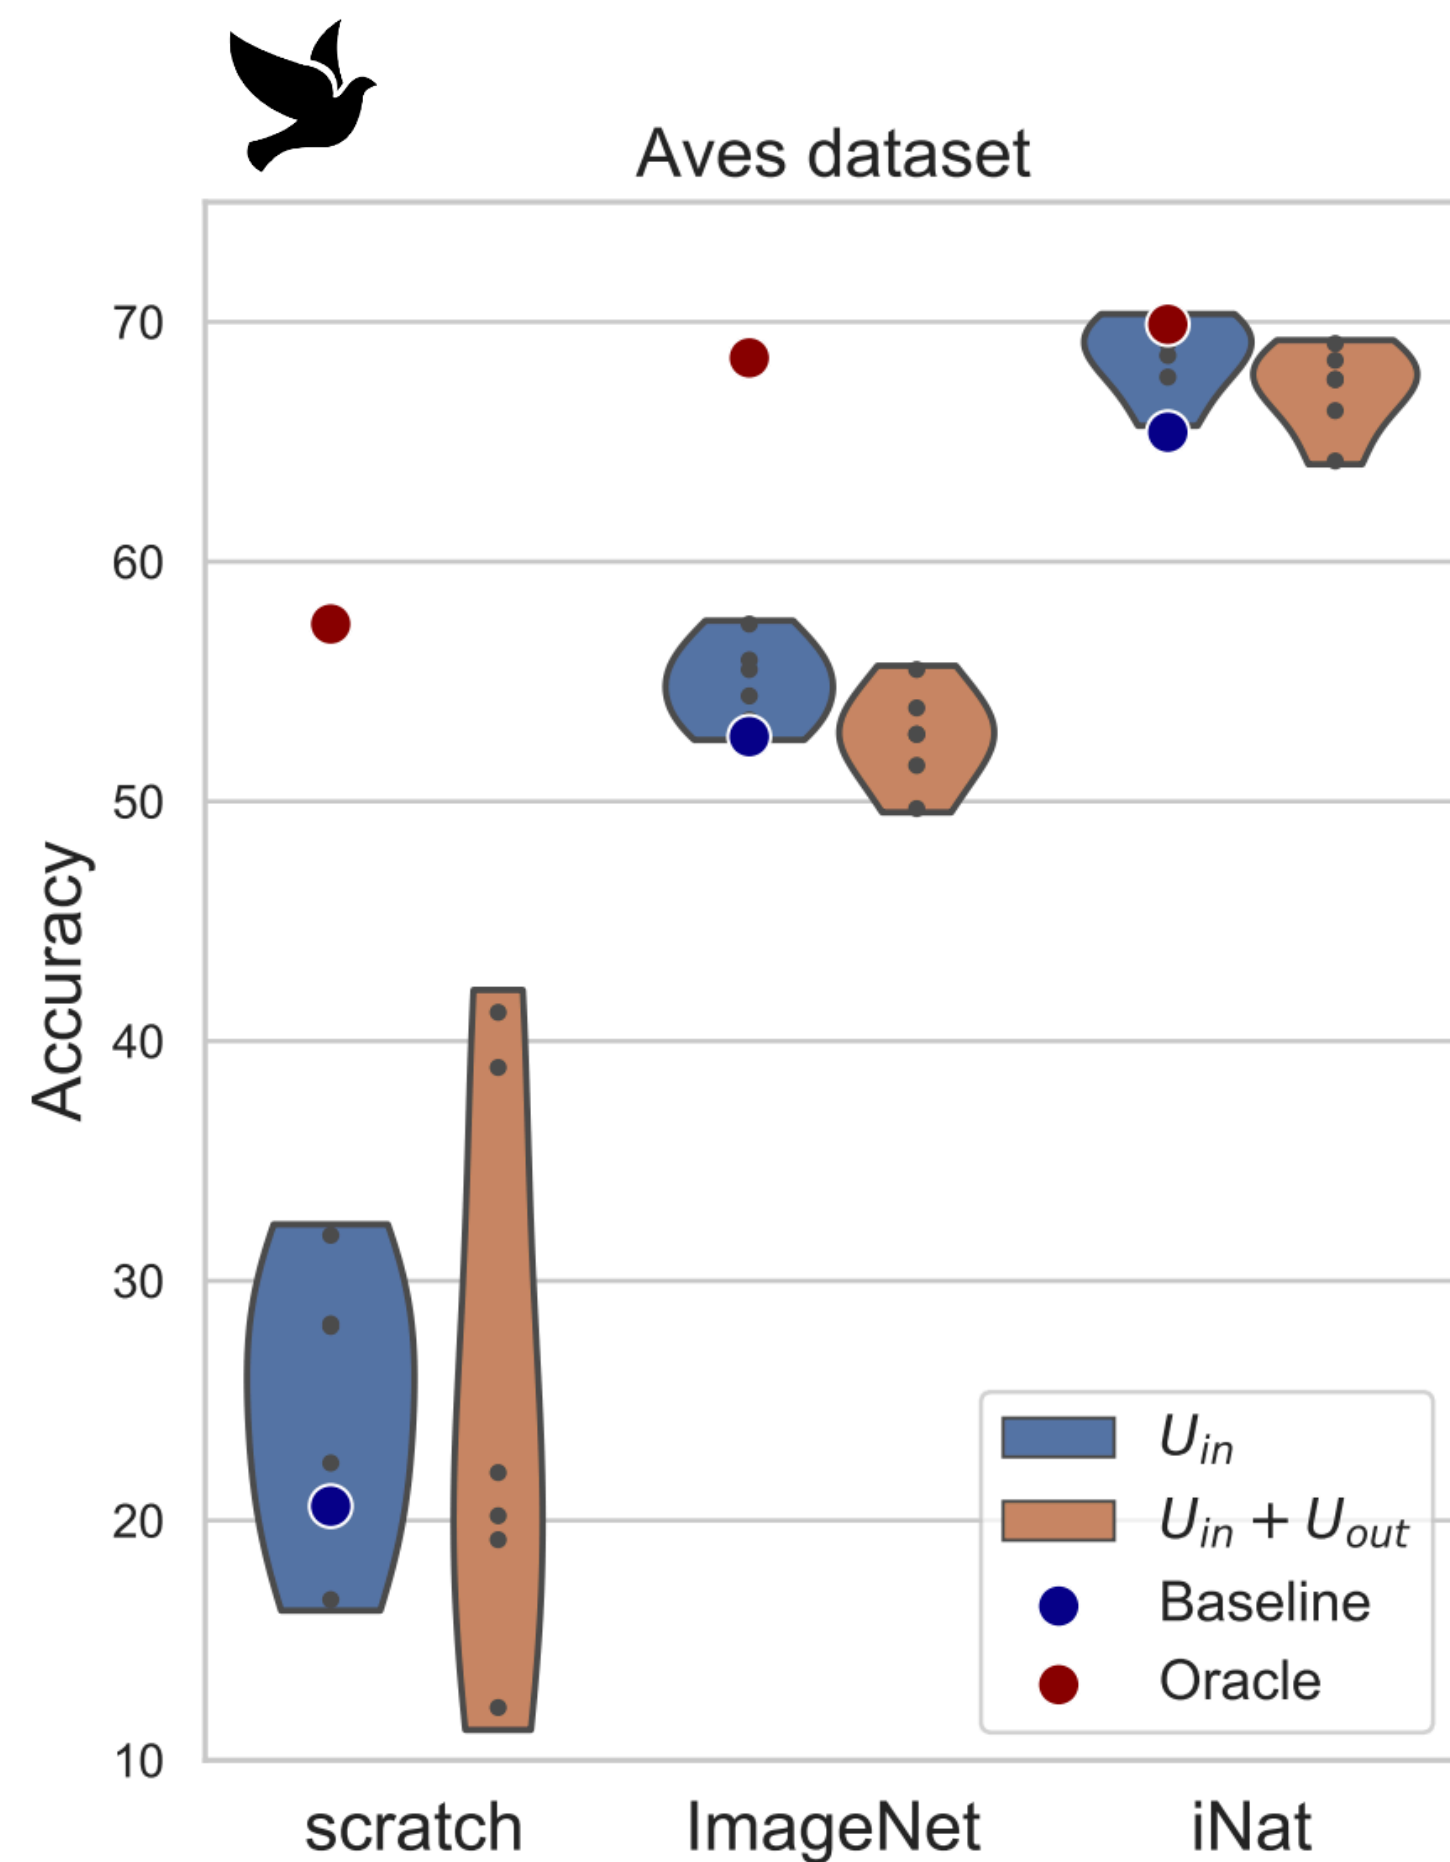 Aves dataset
Accuracy
70
60
50
40
30
20
10
scratch
ImageNet
iNat
U_in
U_in + U_out
Baseline
Oracle